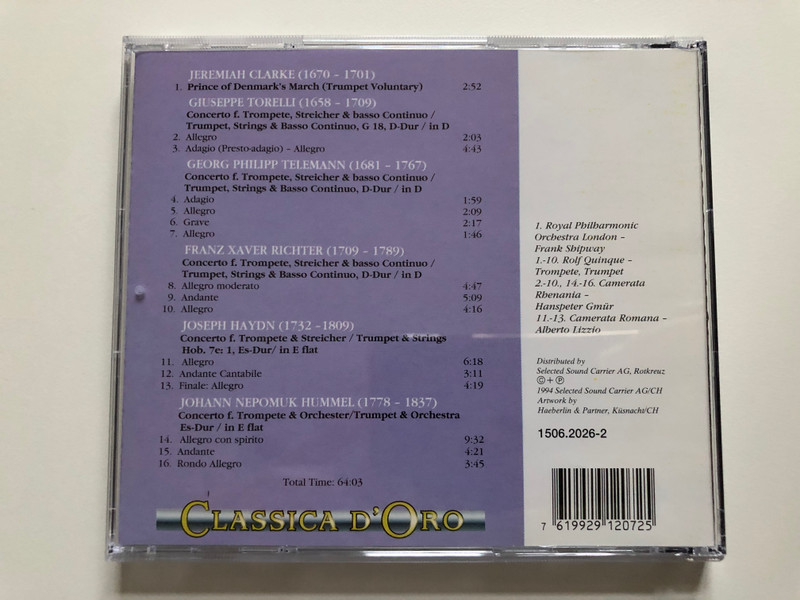 JEREMIAH CLARKE (1670 - 1701)
1. Prince of Denmark's March (Trumpet Voluntary) 2:52
GIUSEPPE TORELLI (1658 - 1709)
Concerto f. Trompete, Streicher & basso Continuo /
Trumpet, Strings & Basso Continuo, G 18, D-Dur / in D
2. Allegro 2:03
3. Adagio (Presto-adagio) - Allegro 4:43
GEORG PHILIPP TELEMANN (1681 - 1767)
Concerto f. Trompete, Streicher & basso Continuo /
Trumpet, Strings & Basso Continuo, D-Dur / in D
4. Adagio 1:59
5. Allegro 2:09
6. Grave 2:17
7. Allegro 1:46
FRANZ XAVER RICHTER (1709 - 1789)
Concerto f. Trompete, Streicher & basso Continuo /
Trumpet, Strings & Basso Continuo, D-Dur / in D
8. Allegro moderato 4:47
9. Andante 5:09
10. Allegro 4:16
JOSEPH HAYDN (1732 -1809)
Concerto f. Trompete & Streicher / Trumpet & Strings
Hob. 7e: 1, Es-Dur/ in E flat
11. Allegro 6:18
12. Andante Cantabile 3:11
13. Finale: Allegro 4:19
JOHANN NEPOMUK HUMMEL (1778 - 1837)
Concerto f. Trompete & Orchester/Trumpet & Orchestra
Es-Dur / in E flat
14. Allegro con spirito 9:32
15. Andante 4:21
16. Rondo Allegro 3:45
Total Time: 64:03
CLASSICA D'ORO
1. Royal Philharmonic
Orchestra London –
Frank Shipway
1.-10. Rolf Quinque –
Trompete, Trumpet
2.-10., 14.-16. Camerata
Rhenania –
Hanspeter Gmür
11.-13. Camerata Romana –
Alberto Lizzio
Distributed by
Selected Sound Carrier AG, Rotkreuz
© + ℗
1994 Selected Sound Carrier AG/CH
Artwork by
Haeberlin & Partner, Küsnacht/CH
1506.2026-2
7 619929 120725